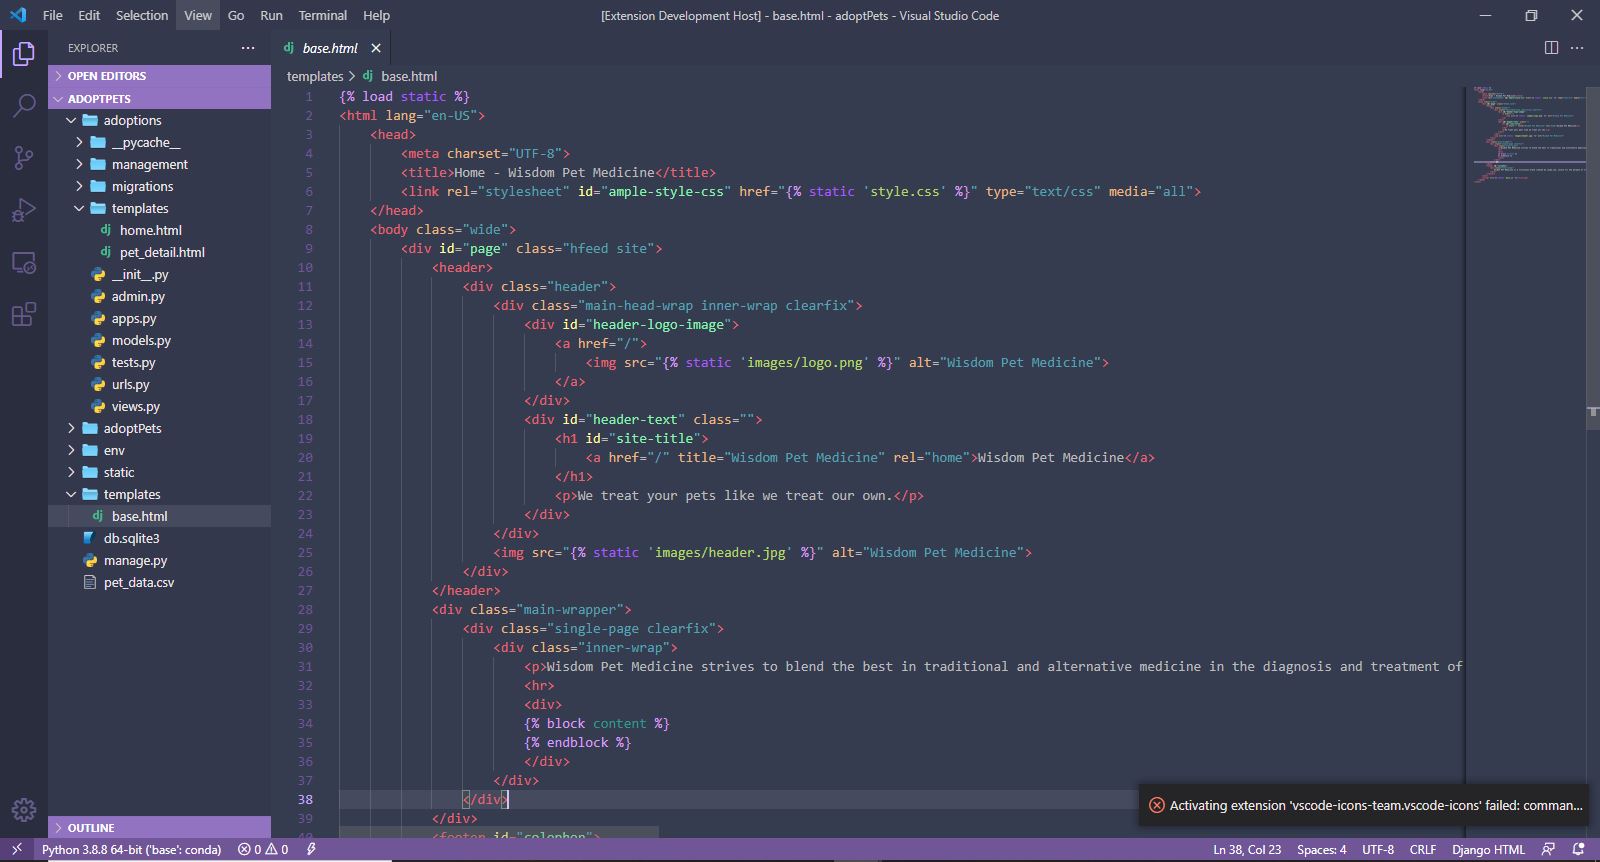 File Edit Selection View Go Run Terminal Help
[Extension Development Host] - base.html - adoptPets - Visual Studio Code
EXPLORER
OPEN EDITORS
ADOPTPETS
adoptions
__pycache__
management
migrations
templates
home.html
pet_detail.html
__init__.py
admin.py
apps.py
models.py
tests.py
urls.py
views.py
adoptPets
env
static
templates
base.html
db.sqlite3
manage.py
pet_data.csv
OUTLINE
dj base.html
templates > dj base.html
1 {% load static %}
2 <html lang="en-US">
3 <head>
4 <meta charset="UTF-8">
5 <title>Home - Wisdom Pet Medicine</title>
6 <link rel="stylesheet" id="ample-style-css" href="{% static 'style.css' %}" type="text/css" media="all">
7 </head>
8 <body class="wide">
9 <div id="page" class="hfeed site">
10 <header>
11 <div class="header">
12 <div class="main-head-wrap inner-wrap clearfix">
13 <div id="header-logo-image">
14 <a href="/">
15 <img src="{% static 'images/logo.png' %}" alt="Wisdom Pet Medicine">
16 </a>
17 </div>
18 <div id="header-text" class="">
19 <h1 id="site-title">
20 <a href="/" title="Wisdom Pet Medicine" rel="home">Wisdom Pet Medicine</a>
21 </h1>
22 <p>We treat your pets like we treat our own.</p>
23 </div>
24 </div>
25 <img src="{% static 'images/header.jpg' %}" alt="Wisdom Pet Medicine">
26 </div>
27 </header>
28 <div class="main-wrapper">
29 <div class="single-page clearfix">
30 <div class="inner-wrap">
31 <p>Wisdom Pet Medicine strives to blend the best in traditional and alternative medicine in the diagnosis and treatment of
32 <hr>
33 <div>
34 {% block content %}
35 {% endblock %}
36 </div>
37 </div>
38 </div>
39 </div>
40 <footer id="colophon">
Activating extension 'vscode-icons-team.vscode-icons' failed: comman...
Python 3.8.8 64-bit ('base': conda) 0 0 Ln 38, Col 23 Spaces: 4 UTF-8 CRLF Django HTML